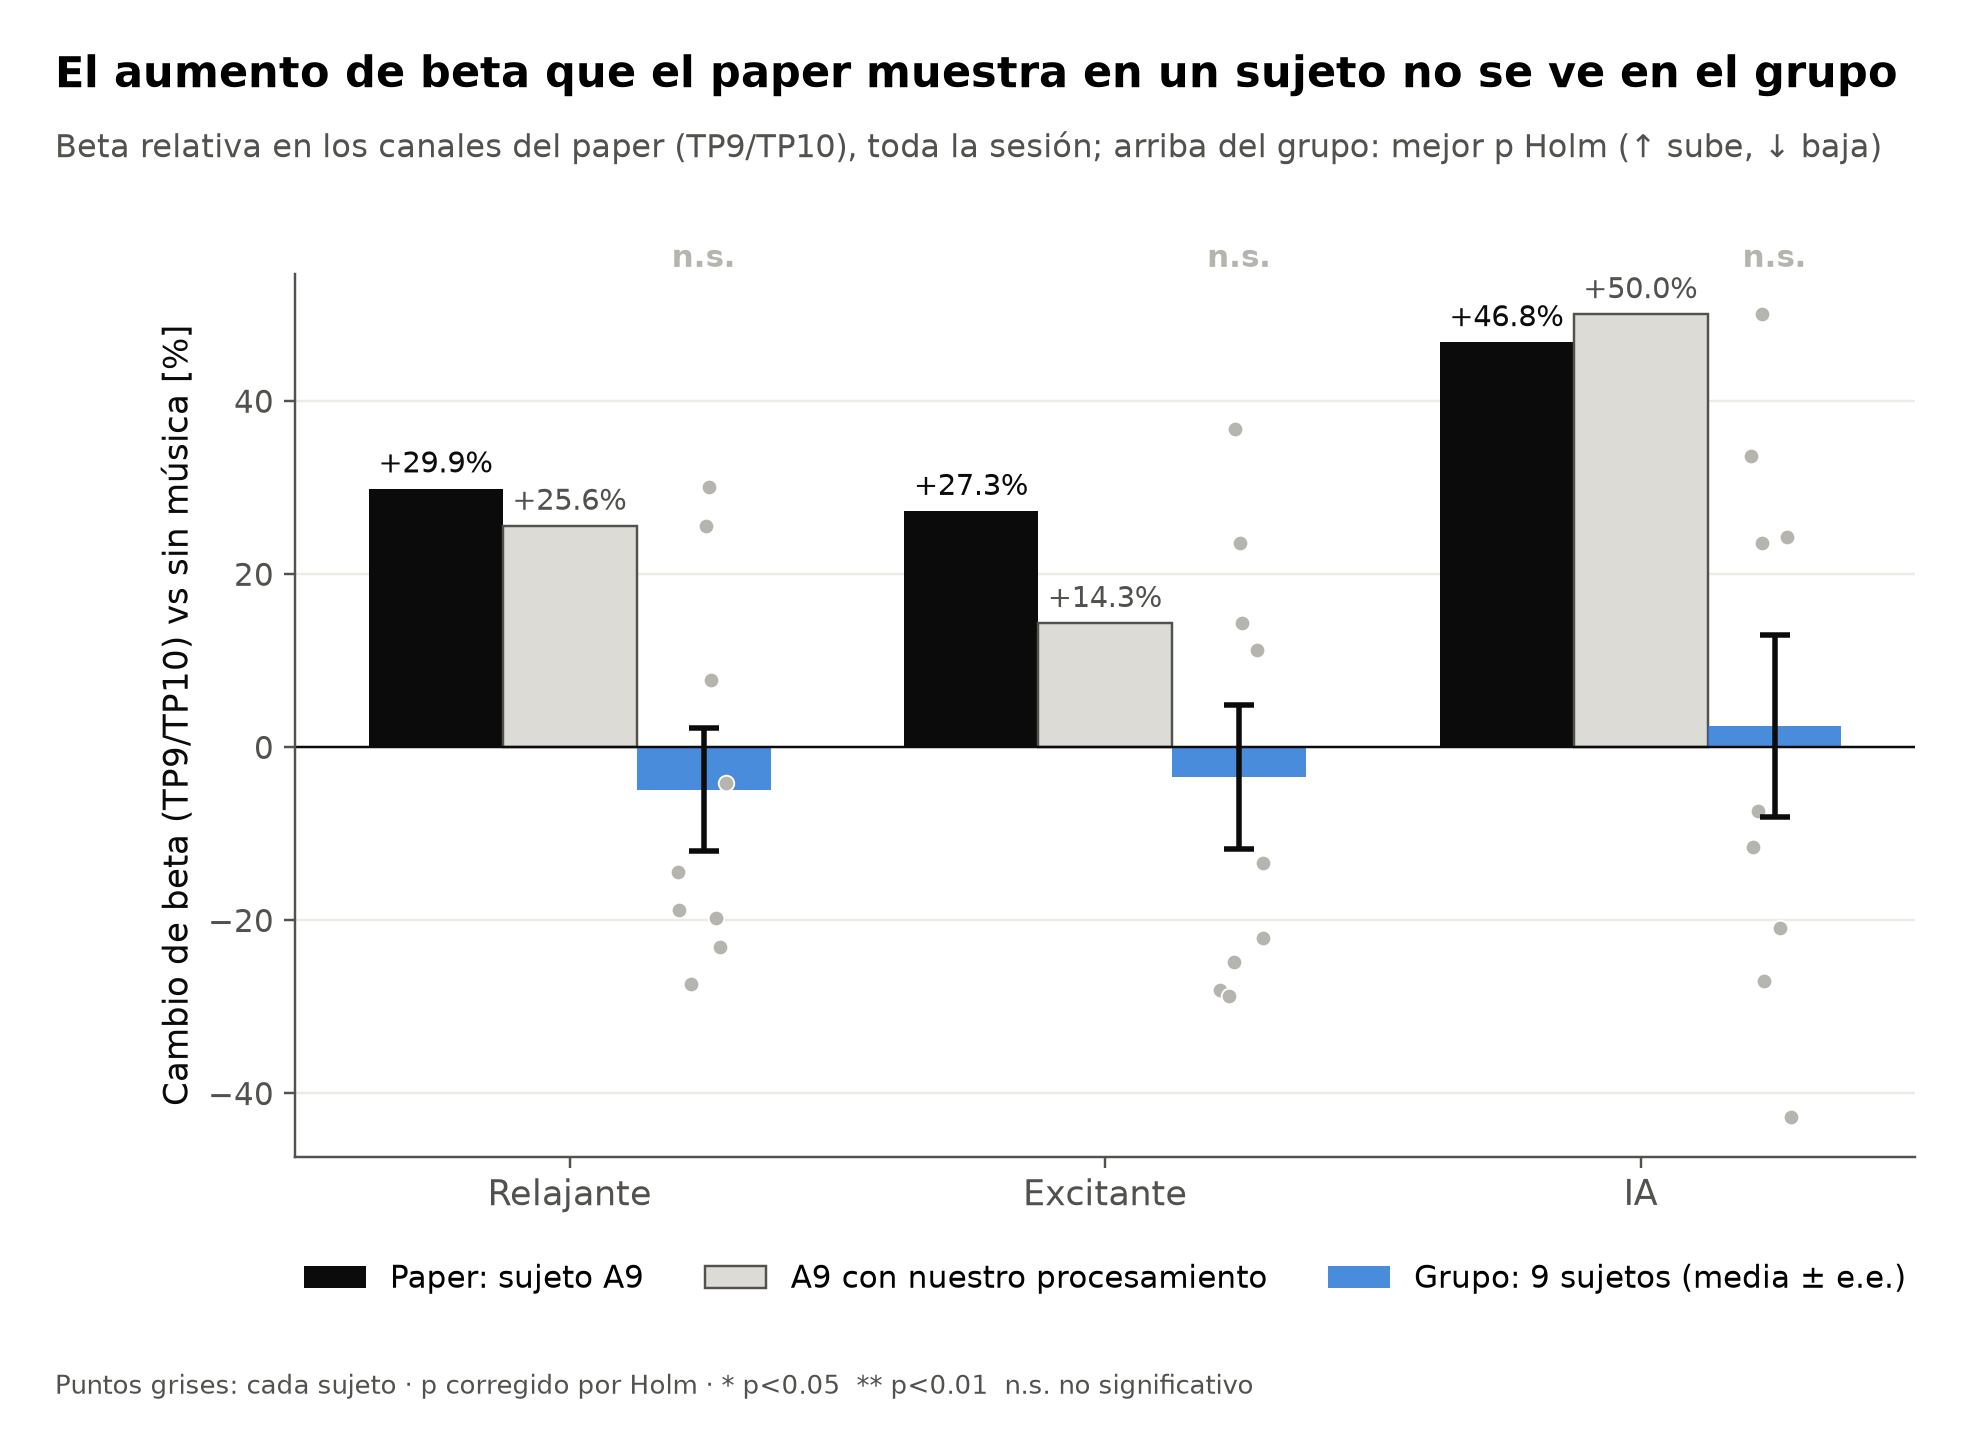 El aumento de beta que el paper muestra en un sujeto no se ve en el grupo
Beta relativa en los canales del paper (TP9/TP10), toda la sesión; arriba del grupo: mejor p Holm (↑ sube, ↓ baja)
n.s.
n.s.
n.s.
+29.9%
+25.6%
+27.3%
+14.3%
+46.8%
+50.0%
Cambio de beta (TP9/TP10) vs sin música [%]
40
20
0
−20
−40
Relajante
Excitante
IA
Paper: sujeto A9
A9 con nuestro procesamiento
Grupo: 9 sujetos (media ± e.e.)
Puntos grises: cada sujeto · p corregido por Holm · * p<0.05  ** p<0.01  n.s. no significativo